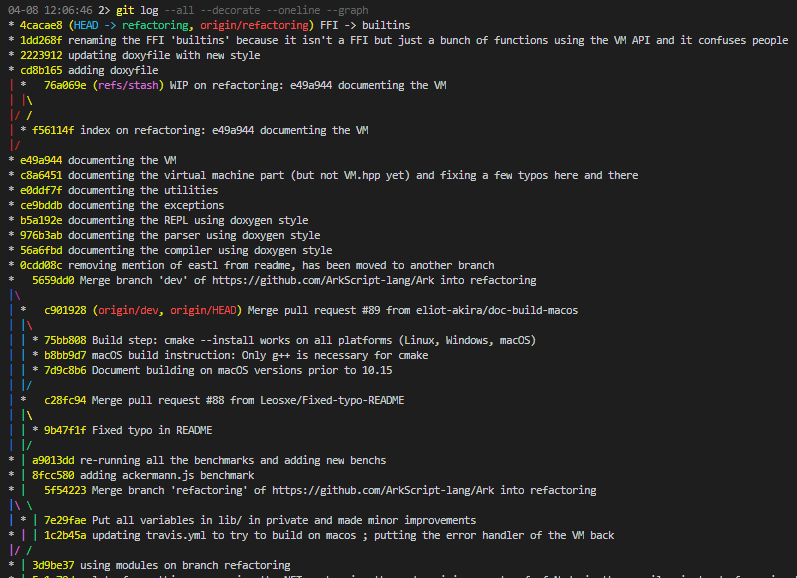 04-08 12:06:46 2> git log --all --decorate --oneline --graph
* 4cacae8 (HEAD -> refactoring, origin/refactoring) FFI -> builtins
* 1dd268f renaming the FFI 'builtins' because it isn't a FFI but just a bunch of functions using the VM API and it confuses people
* 2223912 updating doxyfile with new style
* cd8b165 adding doxyfile
| *   76a069e (refs/stash) WIP on refactoring: e49a944 documenting the VM
| |\
|/ /
| * f56114f index on refactoring: e49a944 documenting the VM
|/
* e49a944 documenting the VM
* c8a6451 documenting the virtual machine part (but not VM.hpp yet) and fixing a few typos here and there
* e0ddf7f documenting the utilities
* ce9bddb documenting the exceptions
* b5a192e documenting the REPL using doxygen style
* 976b3ab documenting the parser using doxygen style
* 56a6fbd documenting the compiler using doxygen style
* 0cdd08c removing mention of eastl from readme, has been moved to another branch
*   5659dd0 Merge branch 'dev' of https://github.com/ArkScript-lang/Ark into refactoring
|\
| *   c901928 (origin/dev, origin/HEAD) Merge pull request #89 from eliot-akira/doc-build-macos
| |\
| | * 75bb808 Build step: cmake --install works on all platforms (Linux, Windows, macOS)
| | * b8bb9d7 macOS build instruction: Only g++ is necessary for cmake
| | * 7d9c8b6 Document building on macOS versions prior to 10.15
| |/
| *   c28fc94 Merge pull request #88 from Leosxe/Fixed-typo-README
| |\
| | * 9b47f1f Fixed typo in README
| |/
* | a9013dd re-running all the benchmarks and adding new benchs
* | 8fcc580 adding ackermann.js benchmark
* |   5f54223 Merge branch 'refactoring' of https://github.com/ArkScript-lang/Ark into refactoring
|\ \
| * | 7e29fae Put all variables in lib/ in private and made minor improvements
* | | 1c2b45a updating travis.yml to try to build on macos ; putting the error handler of the VM back
|/ /
* | 3d9be37 using modules on branch refactoring